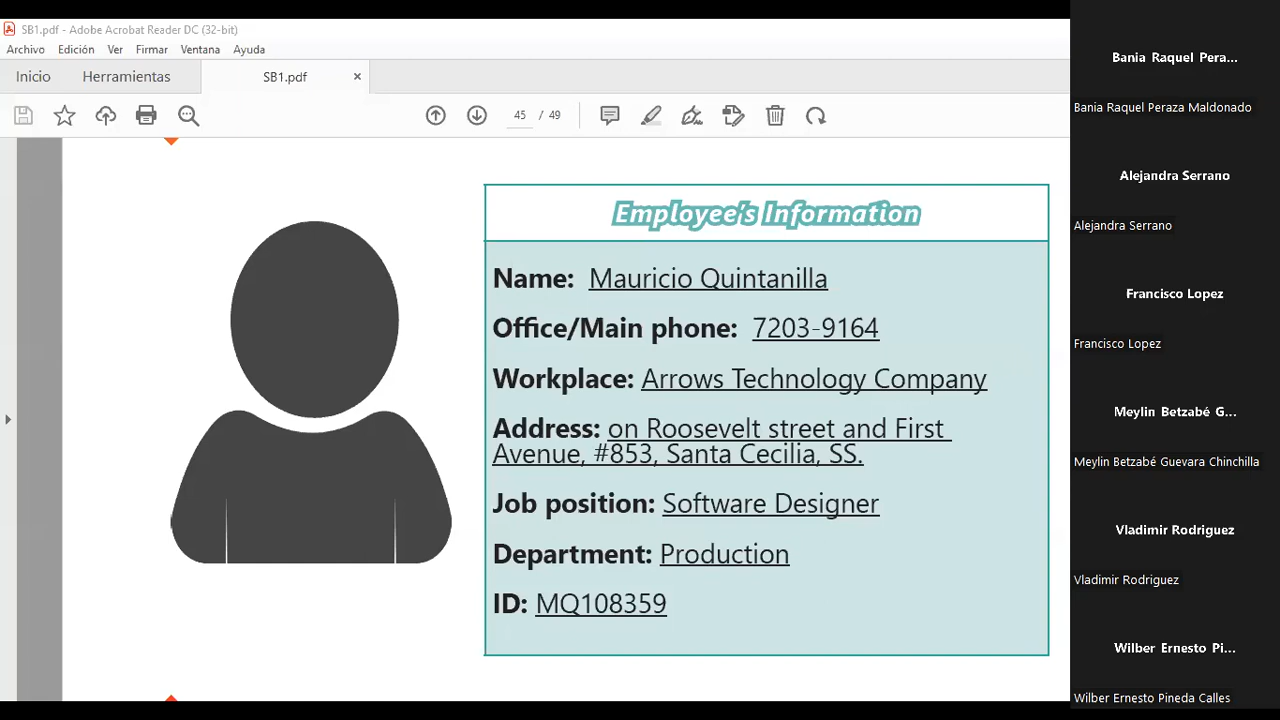 SB1.pdf - Adobe Acrobat Reader DC (32-bit)
Archivo Edición Ver Firmar Ventana Ayuda
Inicio Herramientas SB1.pdf ×
45 / 49
Employee's Information
Name: Mauricio Quintanilla
Office/Main phone: 7203-9164
Workplace: Arrows Technology Company
Address: on Roosevelt street and First
Avenue, #853, Santa Cecilia, SS.
Job position: Software Designer
Department: Production
ID: MQ108359
Bania Raquel Pera...
Bania Raquel Peraza Maldonado
Alejandra Serrano
Alejandra Serrano
Francisco Lopez
Francisco Lopez
Meylin Betzabé G...
Meylin Betzabé Guevara Chinchilla
Vladimir Rodriguez
Vladimir Rodriguez
Wilber Ernesto Pi...
Wilber Ernesto Pineda Calles